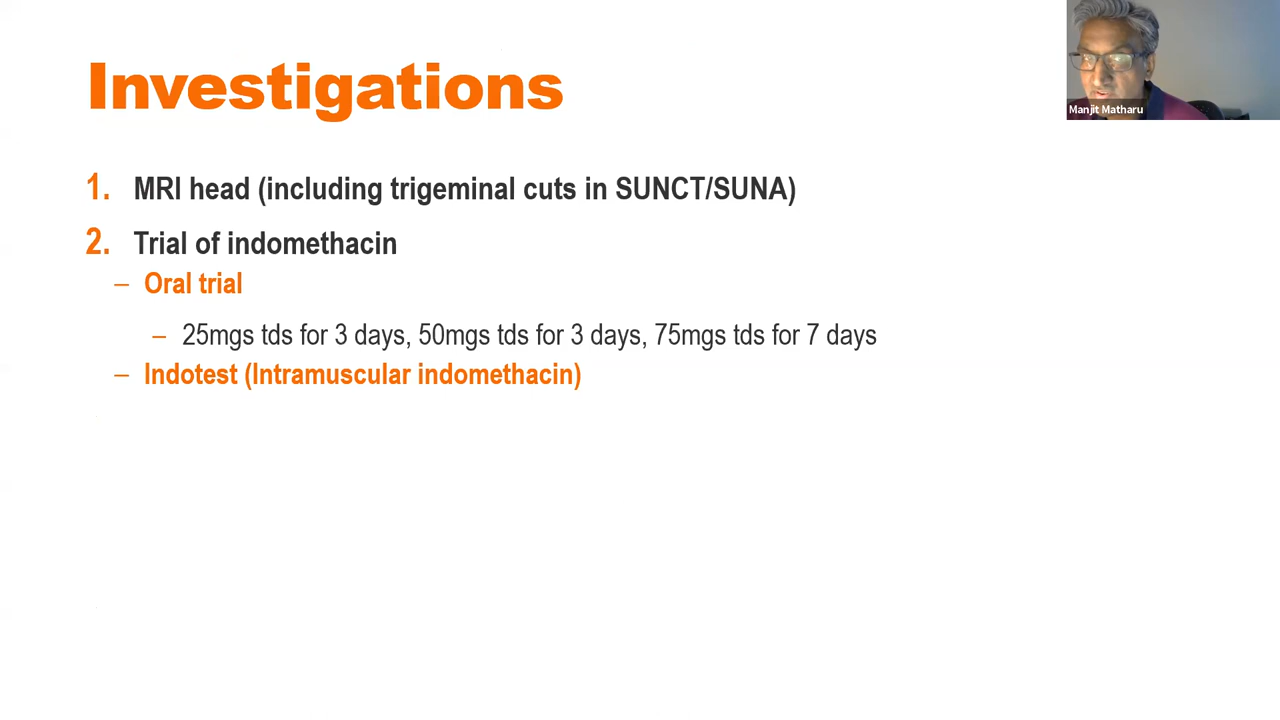 Investigations
Manjit Matharu
1. MRI head (including trigeminal cuts in SUNCT/SUNA)
2. Trial of indomethacin
– Oral trial
– 25mgs tds for 3 days, 50mgs tds for 3 days, 75mgs tds for 7 days
– Indotest (Intramuscular indomethacin)